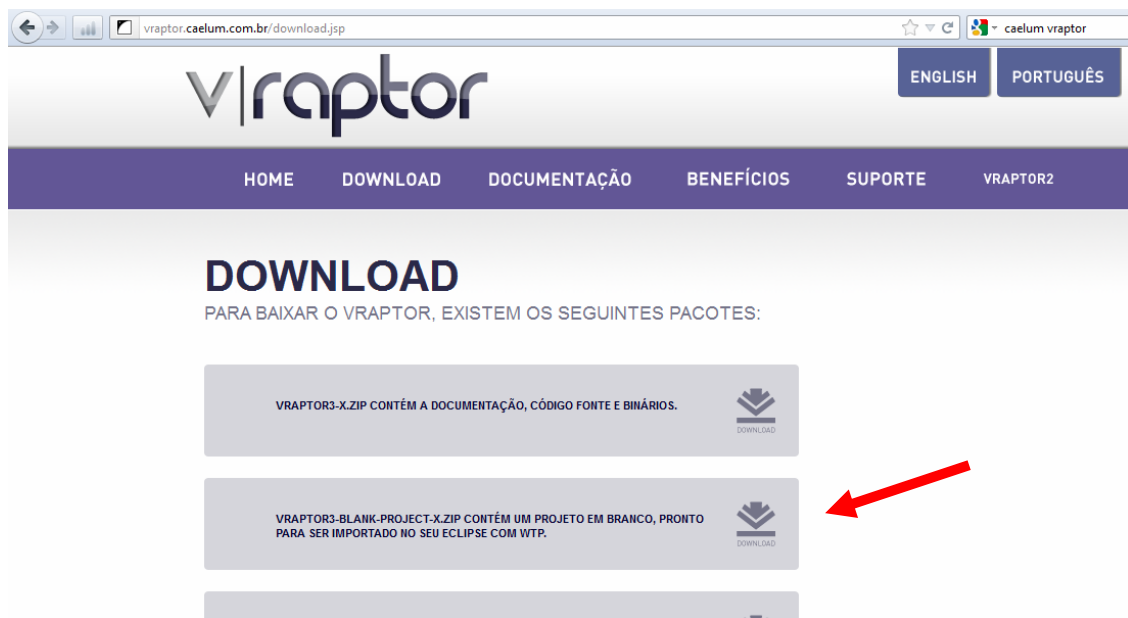 vraptor.caelum.com.br/download.jsp
caelum vraptor
v|raptor
ENGLISH
PORTUGUÊS
HOME
DOWNLOAD
DOCUMENTAÇÃO
BENEFÍCIOS
SUPORTE
VRAPTOR2
DOWNLOAD
PARA BAIXAR O VRAPTOR, EXISTEM OS SEGUINTES PACOTES:
VRAPTOR3-X.ZIP CONTÉM A DOCUMENTAÇÃO, CÓDIGO FONTE E BINÁRIOS.
DOWNLOAD
VRAPTOR3-BLANK-PROJECT-X.ZIP CONTÉM UM PROJETO EM BRANCO, PRONTO
PARA SER IMPORTADO NO SEU ECLIPSE COM WTP.
DOWNLOAD